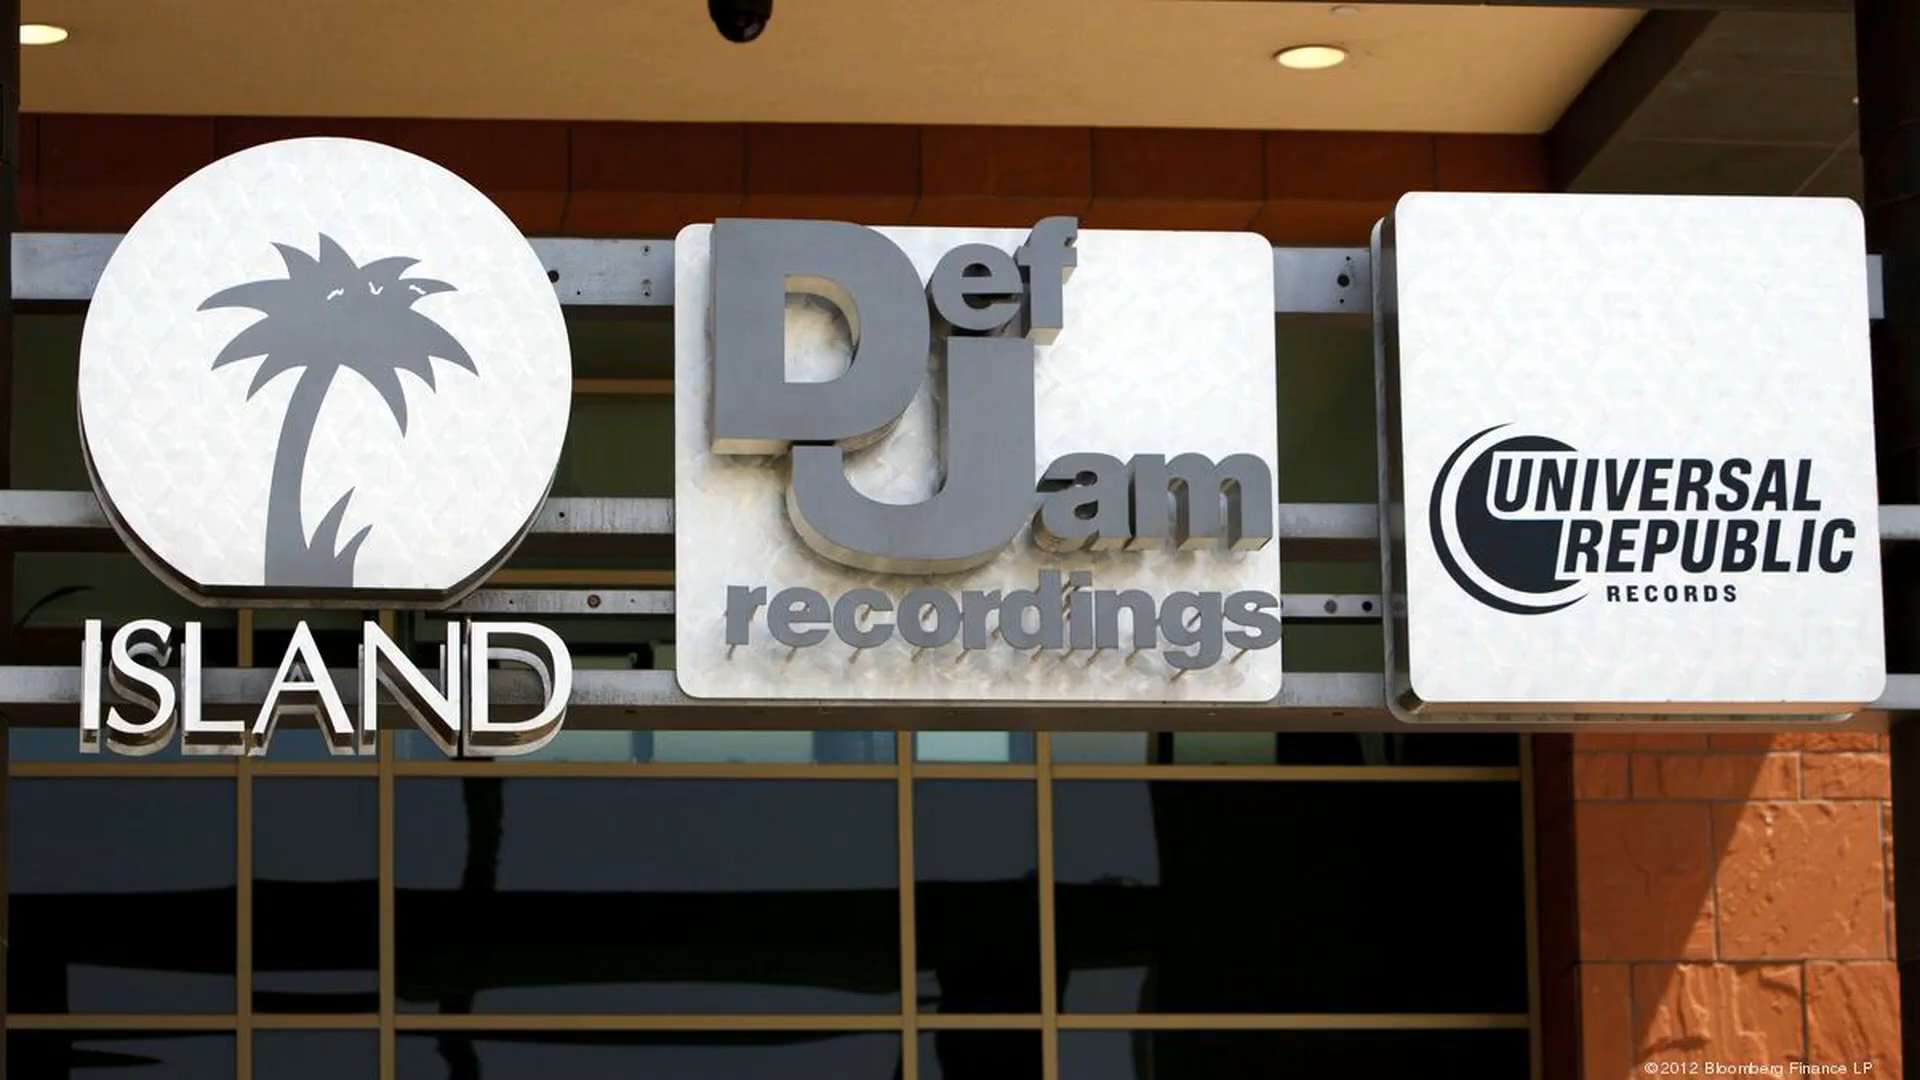 ISLAND
Def
Jam
recordings
UNIVERSAL
REPUBLIC
RECORDS
©2012 Bloomberg Finance LP